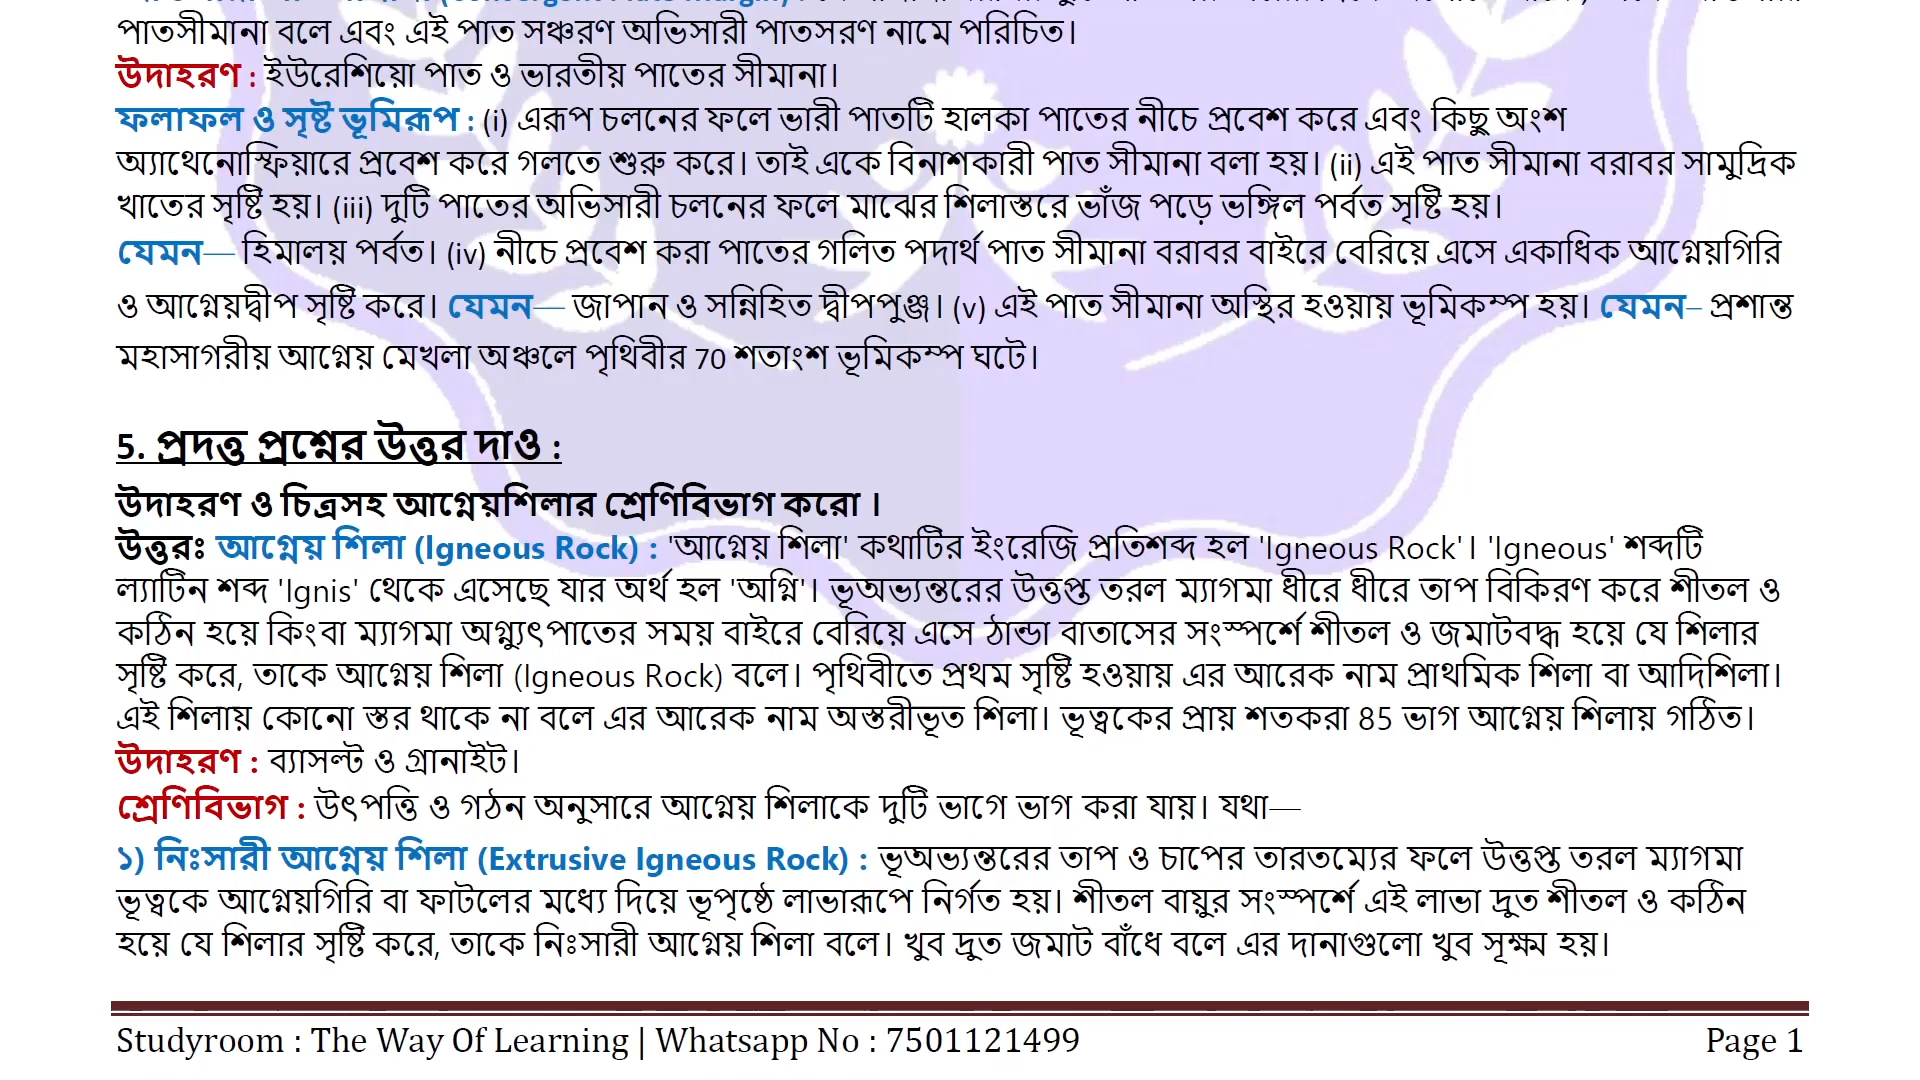 (Convergent Plate Margin) :
পাতসীমানা বলে এবং এই পাত সঞ্চরণ অভিসারী পাতসরণ নামে পরিচিত।
উদাহরণ : ইউরেশিয়ো পাত ও ভারতীয় পাতের সীমানা।
ফলাফল ও সৃষ্ট ভূমিরূপ : (i) এরূপ চলনের ফলে ভারী পাতটি হালকা পাতের নীচে প্রবেশ করে এবং কিছু অংশ
অ্যাথেনোস্ফিয়ারে প্রবেশ করে গলতে শুরু করে। তাই একে বিনাশকারী পাত সীমানা বলা হয়। (ii) এই পাত সীমানা বরাবর সামুদ্রিক
খাতের সৃষ্টি হয়। (iii) দুটি পাতের অভিসারী চলনের ফলে মাঝের শিলাস্তরে ভাঁজ পড়ে ভঙ্গিল পর্বত সৃষ্টি হয়।
যেমন— হিমালয় পর্বত। (iv) নীচে প্রবেশ করা পাতের গলিত পদার্থ পাত সীমানা বরাবর বাইরে বেরিয়ে এসে একাধিক আগ্নেয়গিরি
ও আগ্নেয়দ্বীপ সৃষ্টি করে। যেমন— জাপান ও সন্নিহিত দ্বীপপুঞ্জ। (v) এই পাত সীমানা অস্থির হওয়ায় ভূমিকম্প হয়। যেমন– প্রশান্ত
মহাসাগরীয় আগ্নেয় মেখলা অঞ্চলে পৃথিবীর 70 শতাংশ ভূমিকম্প ঘটে।
5. প্রদত্ত প্রশ্নের উত্তর দাও :
উদাহরণ ও চিত্রসহ আগ্নেয়শিলার শ্রেণিবিভাগ করো ।
উত্তরঃ আগ্নেয় শিলা (lgneous Rock) : 'আগ্নেয় শিলা' কথাটির ইংরেজি প্রতিশব্দ হল 'Igneous Rock'। 'Igneous' শব্দটি
ল্যাটিন শব্দ 'Ignis' থেকে এসেছে যার অর্থ হল 'অগ্নি'। ভূঅভ্যন্তরের উত্তপ্ত তরল ম্যাগমা ধীরে ধীরে তাপ বিকিরণ করে শীতল ও
কঠিন হয়ে কিংবা ম্যাগমা অগ্ন্যুৎপাতের সময় বাইরে বেরিয়ে এসে ঠান্ডা বাতাসের সংস্পর্শে শীতল ও জমাটবদ্ধ হয়ে যে শিলার
সৃষ্টি করে, তাকে আগ্নেয় শিলা (Igneous Rock) বলে। পৃথিবীতে প্রথম সৃষ্টি হওয়ায় এর আরেক নাম প্রাথমিক শিলা বা আদিশিলা।
এই শিলায় কোনো স্তর থাকে না বলে এর আরেক নাম অস্তরীভূত শিলা। ভূত্বকের প্রায় শতকরা 85 ভাগ আগ্নেয় শিলায় গঠিত।
উদাহরণ : ব্যাসল্ট ও গ্রানাইট।
শ্রেণিবিভাগ : উৎপত্তি ও গঠন অনুসারে আগ্নেয় শিলাকে দুটি ভাগে ভাগ করা যায়। যথা—
১) নিঃসারী আগ্নেয় শিলা (Extrusive Igneous Rock) : ভূঅভ্যন্তরের তাপ ও চাপের তারতম্যের ফলে উত্তপ্ত তরল ম্যাগমা
ভূত্বকে আগ্নেয়গিরি বা ফাটলের মধ্যে দিয়ে ভূপৃষ্ঠে লাভারূপে নির্গত হয়। শীতল বায়ুর সংস্পর্শে এই লাভা দ্রুত শীতল ও কঠিন
হয়ে যে শিলার সৃষ্টি করে, তাকে নিঃসারী আগ্নেয় শিলা বলে। খুব দ্রুত জমাট বাঁধে বলে এর দানাগুলো খুব সূক্ষ্ম হয়।
Studyroom : The Way Of Learning | Whatsapp No : 7501121499
Page 1